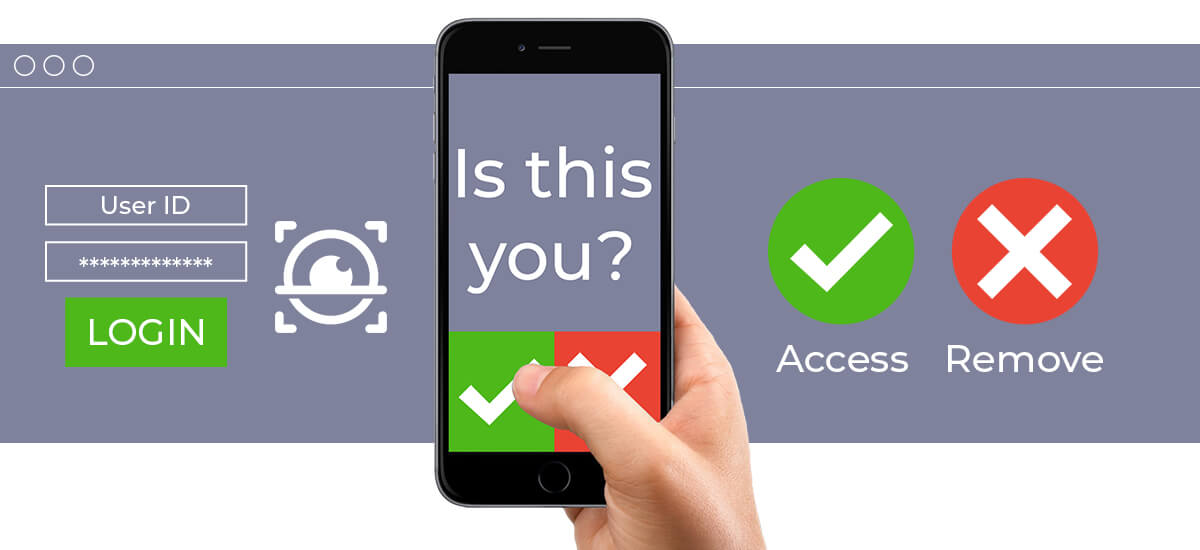 User ID
*************
LOGIN
Is this
you?
Access
Remove